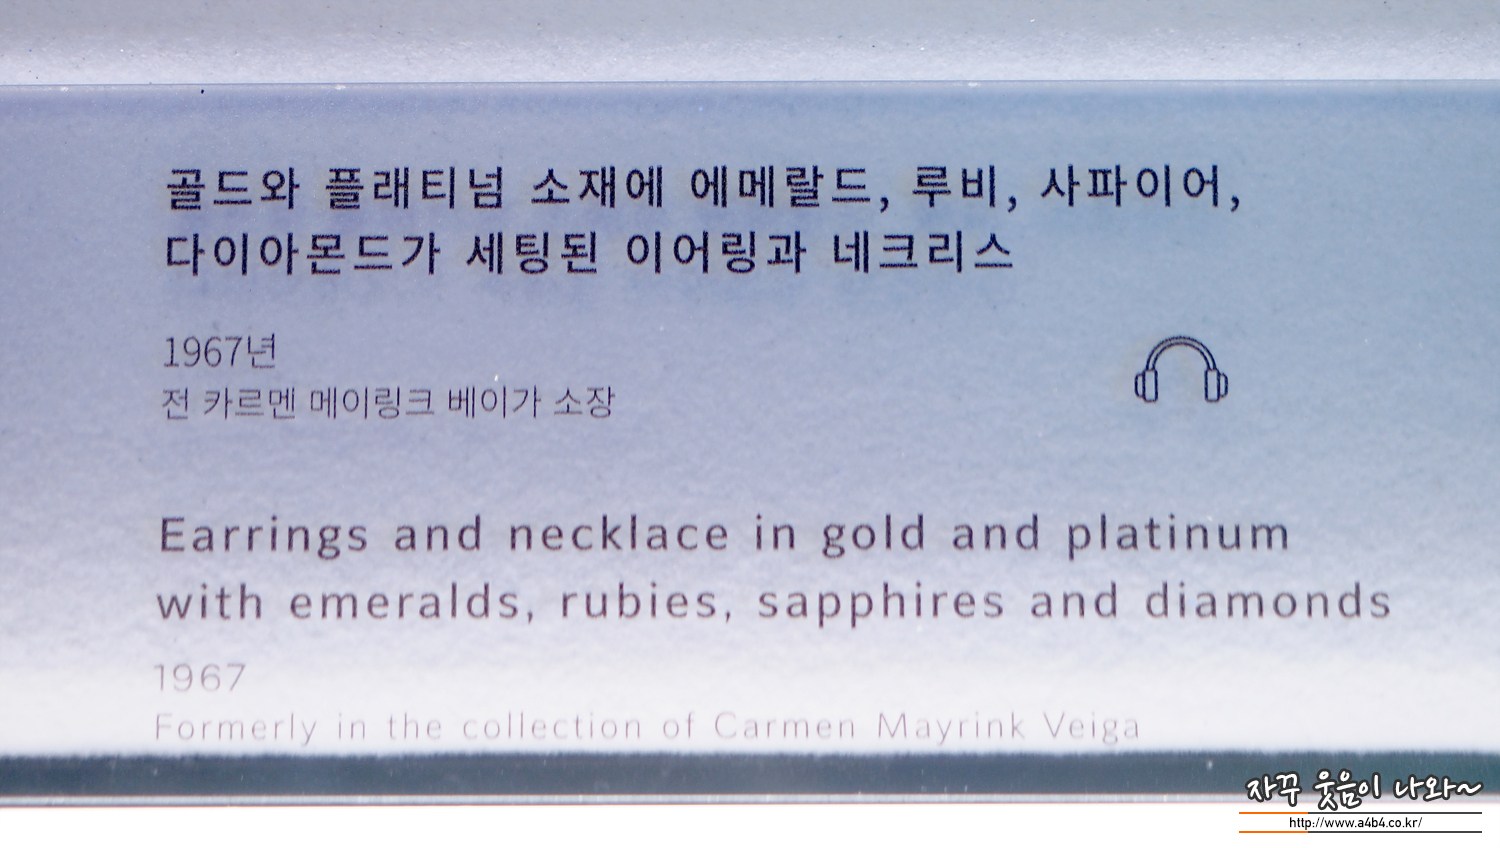 골드와 플래티넘 소재에 에메랄드, 루비, 사파이어,
다이아몬드가 세팅된 이어링과 네크리스
1967년
전 카르멘 메이링크 베이가 소장
Earrings and necklace in gold and platinum
with emeralds, rubies, sapphires and diamonds
1967
Formerly in the collection of Carmen Mayrink Veiga
자꾸 웃음이 나와~
http://www.a4b4.co.kr/